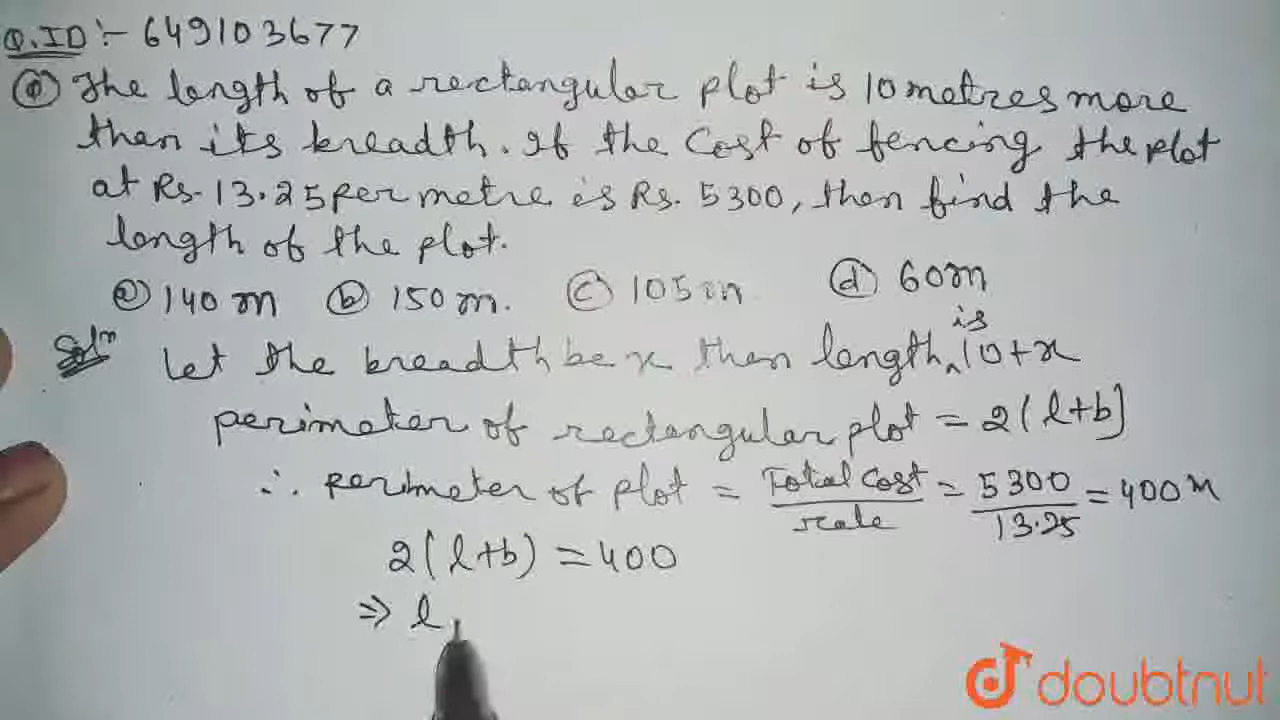 Q.ID :- 649103677
Q The length of a rectangular plot is 10 metres more
then its breadth. If the cost of fencing the plot
at Rs. 13.25 per metre is Rs. 5300, then find the
length of the plot.
a 140 m b 150 m. c 105 m d 60 m
Solⁿ Let the breadth be x then length is 10 + x
perimeter of rectangular plot = 2(l+b]
∴ perimeter of plot = Total Cost / rate = 5300 / 13.25 = 400 m
2(l+b) = 400
⇒ l
doubtnut